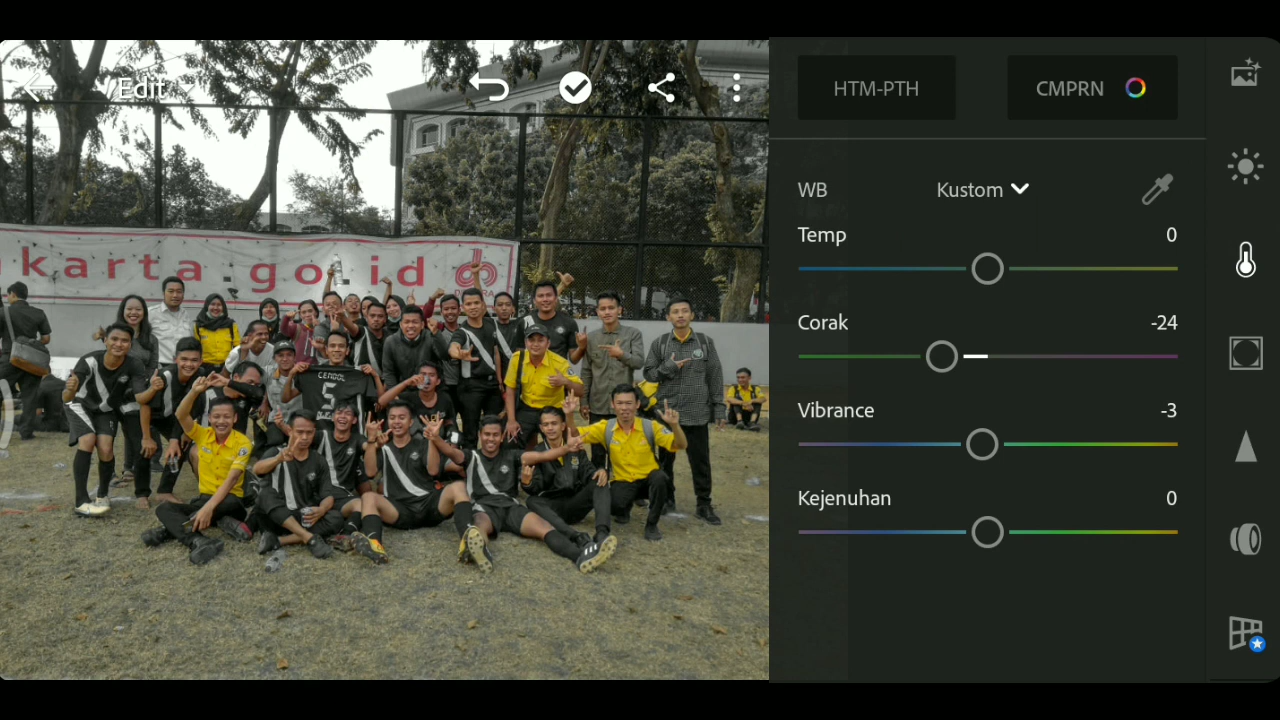 Edit
HTM-PTH
CMPRN
WB
Kustom
Temp
0
Corak
-24
Vibrance
-3
Kejenuhan
0
karta.go.id
CENDOL
5